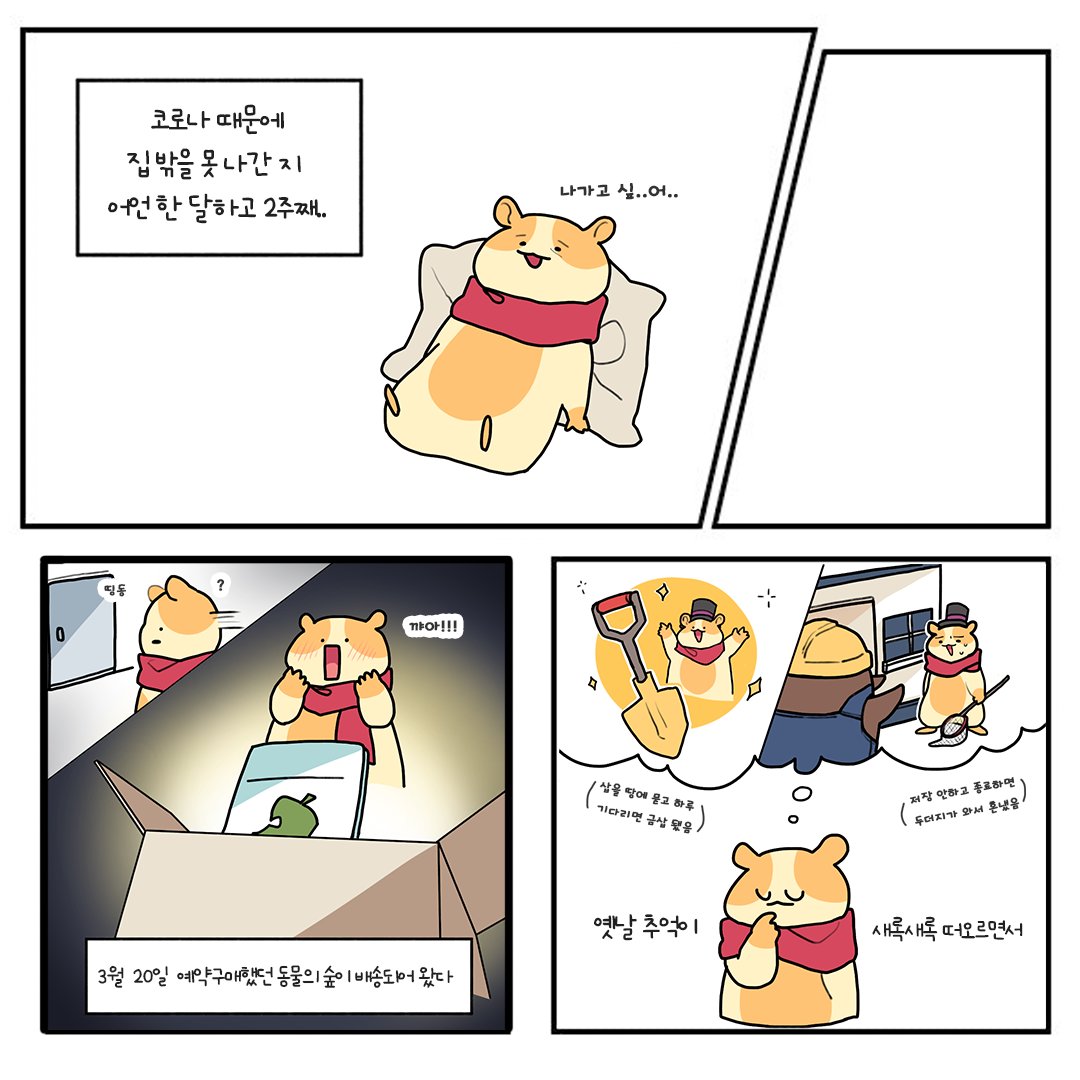 코로나 때문에
집 밖을 못 나간 지
어언 한 달하고 2주째..
나가고 싶..어..
띵동
?
꺄아!!!
3월 20일 예약구매했던 동물의 숲이 배송되어 왔다
(삽을 땅에 묻고 하루
기다리면 금삽 됐음)
(저장 안하고 종료하면
두더지가 와서 혼냈음)
옛날 추억이
새록새록 떠오르면서